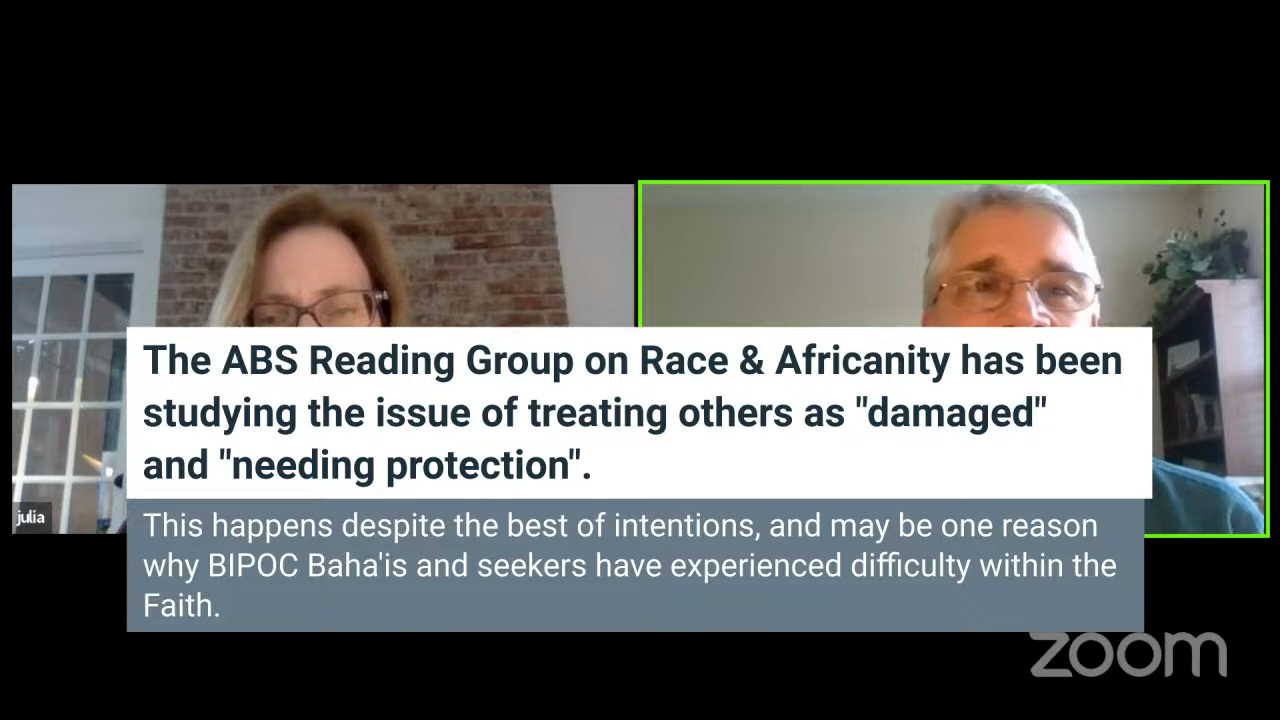 The ABS Reading Group on Race & Africanity has been
studying the issue of treating others as "damaged"
and "needing protection".
julia
This happens despite the best of intentions, and may be one reason
why BIPOC Baha'is and seekers have experienced difficulty within the
Faith.
zoom